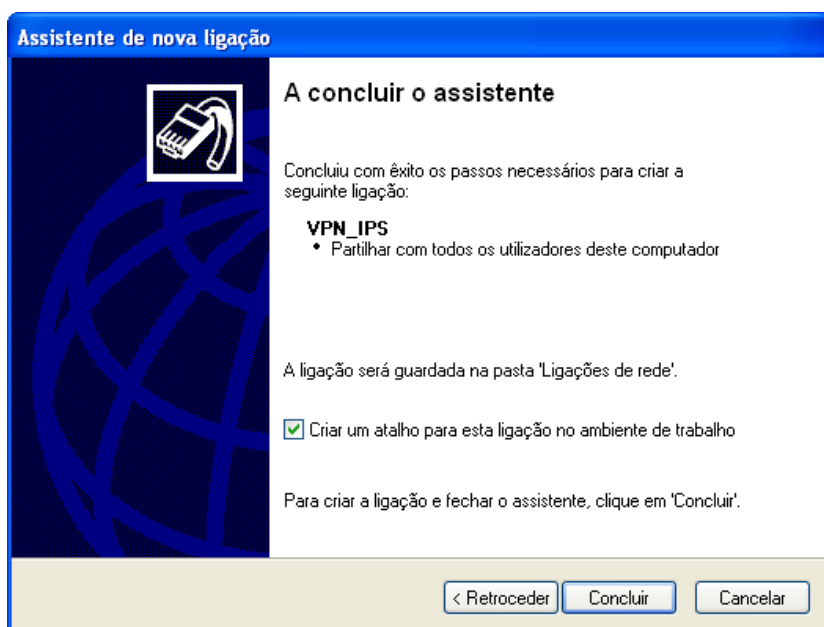 Assistente de nova ligação
A concluir o assistente
Concluiu com êxito os passos necessários para criar a
seguinte ligação:
VPN_IPS
• Partilhar com todos os utilizadores deste computador
A ligação será guardada na pasta 'Ligações de rede'.
Criar um atalho para esta ligação no ambiente de trabalho
Para criar a ligação e fechar o assistente, clique em 'Concluir'.
< Retroceder Concluir Cancelar